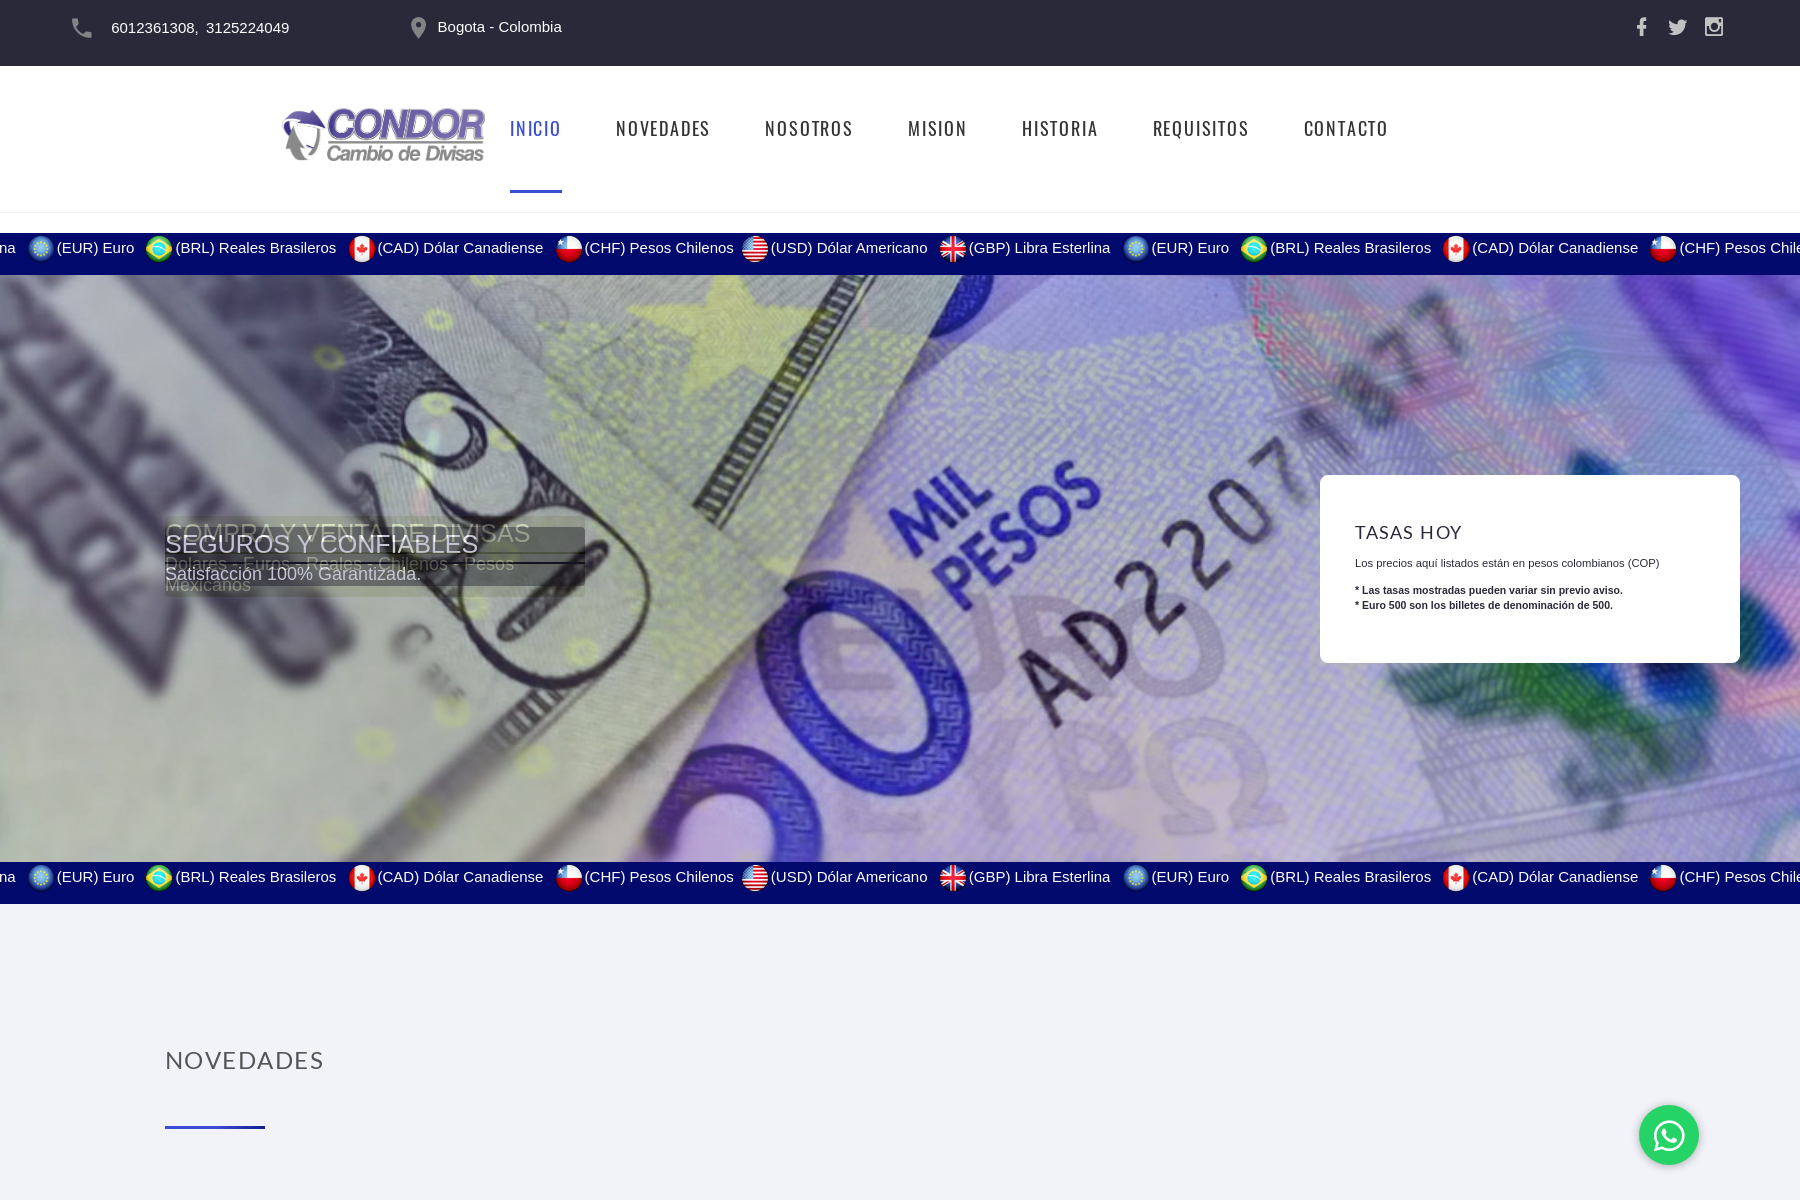 6012361308, 3125224049
Bogota - Colombia
CONDOR
Cambio de Divisas
INICIO
NOVEDADES
NOSOTROS
MISION
HISTORIA
REQUISITOS
CONTACTO
na (EUR) Euro (BRL) Reales Brasileros (CAD) Dólar Canadiense (CHF) Pesos Chilenos (USD) Dólar Americano (GBP) Libra Esterlina (EUR) Euro (BRL) Reales Brasileros (CAD) Dólar Canadiense (CHF) Pesos Chile
20
MIL
PESOS
AD220717
EURO
ΕΥΡΩ
COMPRA Y VENTA DE DIVISAS
SEGUROS Y CONFIABLES
Dolares - Euros - Reales - Chilenos - Pesos
Mexicanos
Satisfacción 100% Garantizada.
TASAS HOY
Los precios aquí listados están en pesos colombianos (COP)
* Las tasas mostradas pueden variar sin previo aviso.
* Euro 500 son los billetes de denominación de 500.
na (EUR) Euro (BRL) Reales Brasileros (CAD) Dólar Canadiense (CHF) Pesos Chilenos (USD) Dólar Americano (GBP) Libra Esterlina (EUR) Euro (BRL) Reales Brasileros (CAD) Dólar Canadiense (CHF) Pesos Chile
NOVEDADES